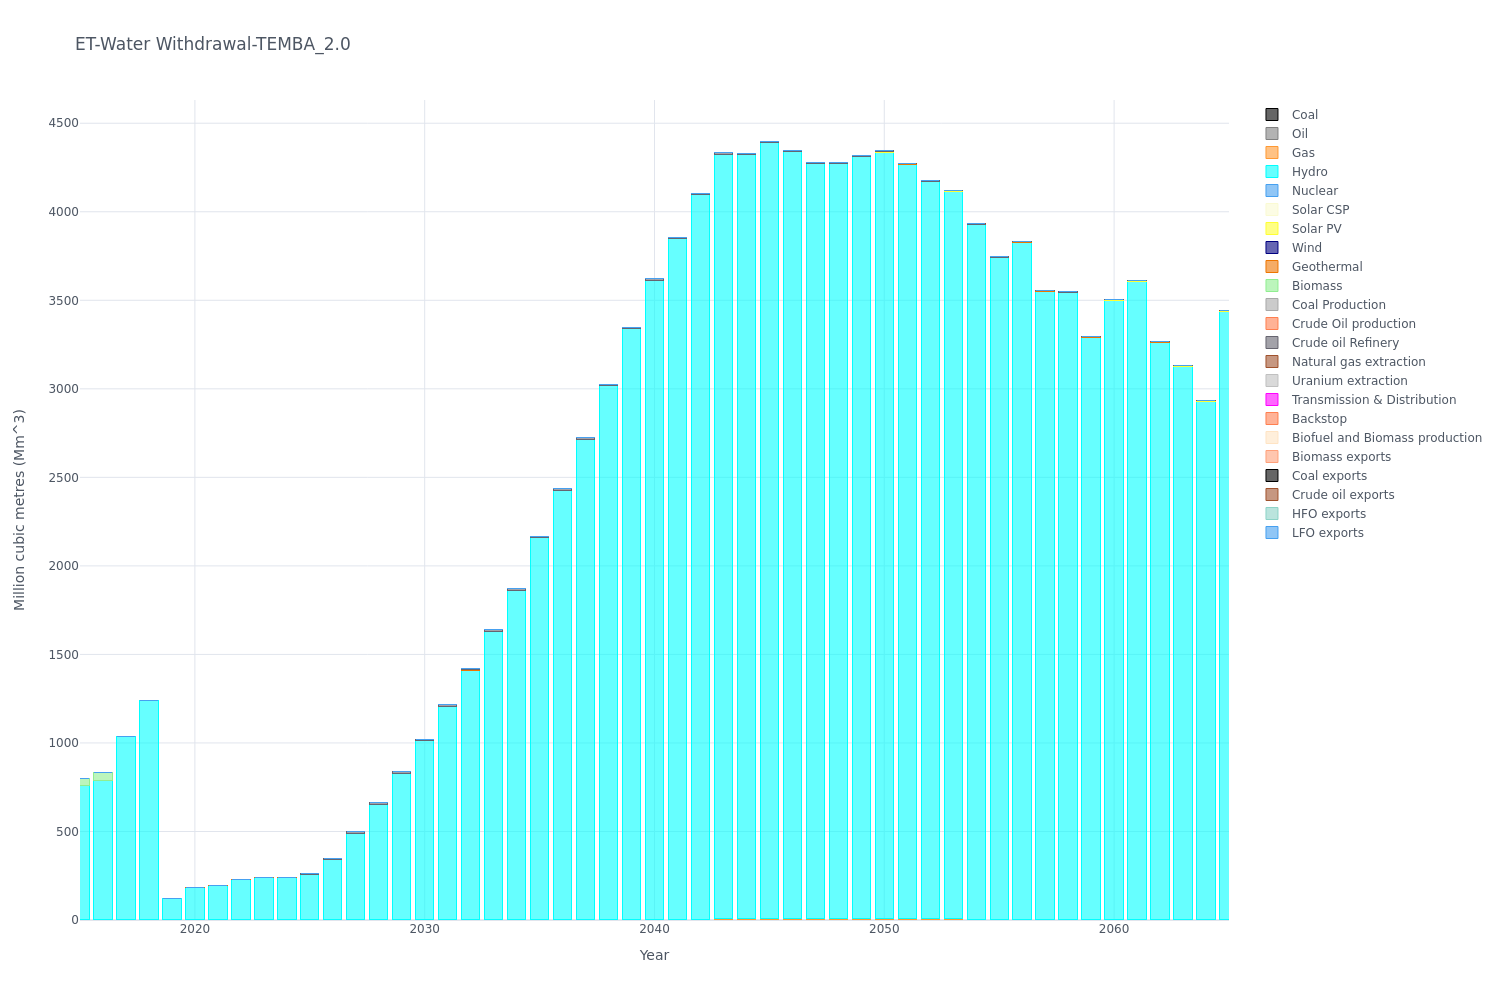 ET-Water Withdrawal-TEMBA_2.0
Million cubic metres (Mm^3)
4500
4000
3500
3000
2500
2000
1500
1000
500
0
2020
2030
2040
2050
2060
Year
Coal
Oil
Gas
Hydro
Nuclear
Solar CSP
Solar PV
Wind
Geothermal
Biomass
Coal Production
Crude Oil production
Crude oil Refinery
Natural gas extraction
Uranium extraction
Transmission & Distribution
Backstop
Biofuel and Biomass production
Biomass exports
Coal exports
Crude oil exports
HFO exports
LFO exports